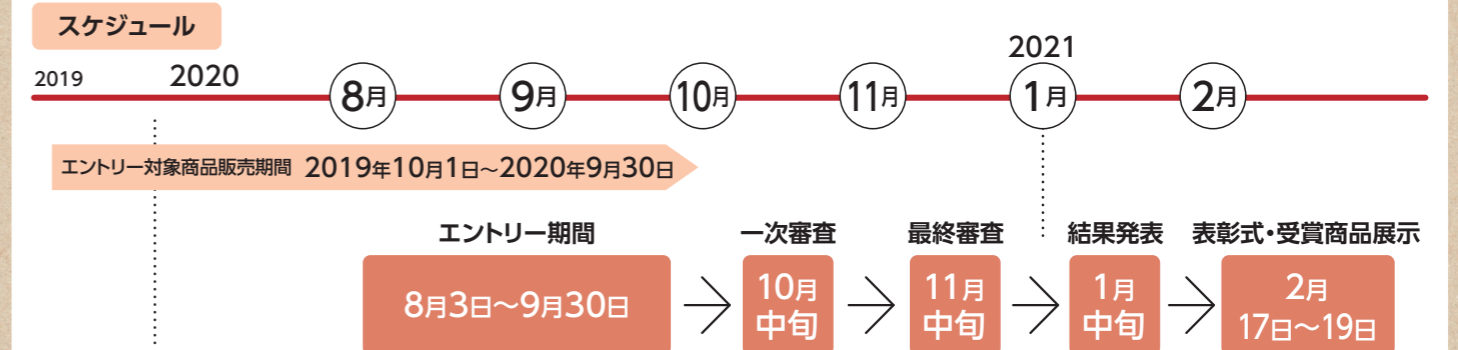 スケジュール
2021
2019 2020 8月 9月 10月 11月 1月 2月
エントリー対象商品販売期間 2019年10月1日〜2020年9月30日
エントリー期間 一次審査 最終審査 結果発表 表彰式・受賞商品展示
8月3日〜9月30日
10月
中旬
11月
中旬
1月
中旬
2月
17日〜19日